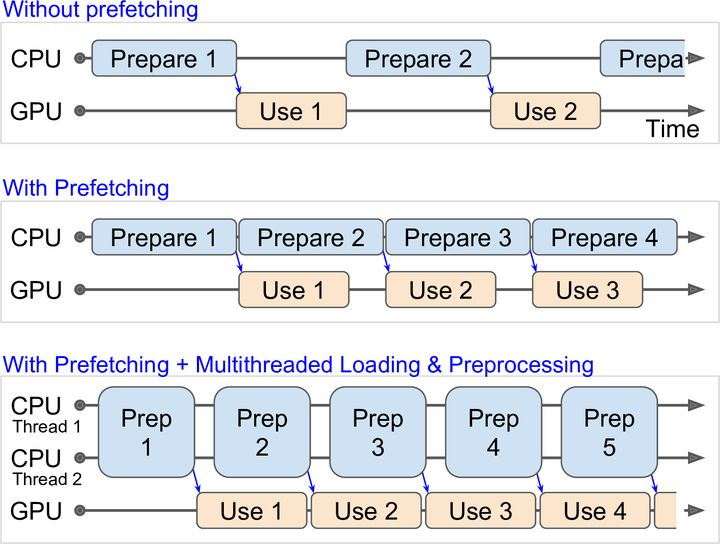 Without prefetching
CPU Prepare 1 Prepare 2 Prepa
GPU Use 1 Use 2
Time
With Prefetching
CPU Prepare 1 Prepare 2 Prepare 3 Prepare 4
GPU Use 1 Use 2 Use 3
With Prefetching + Multithreaded Loading & Preprocessing
CPU
Thread 1
CPU
Thread 2
Prep
1
Prep
2
Prep
3
Prep
4
Prep
5
GPU Use 1 Use 2 Use 3 Use 4